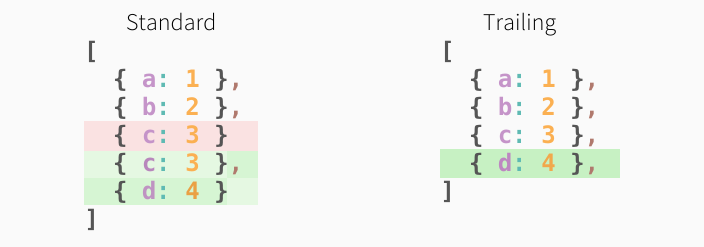 Standard
[
{ a: 1 },
{ b: 2 },
{ c: 3 }
{ c: 3 },
{ d: 4 }
]
Trailing
[
{ a: 1 },
{ b: 2 },
{ c: 3 },
{ d: 4 },
]